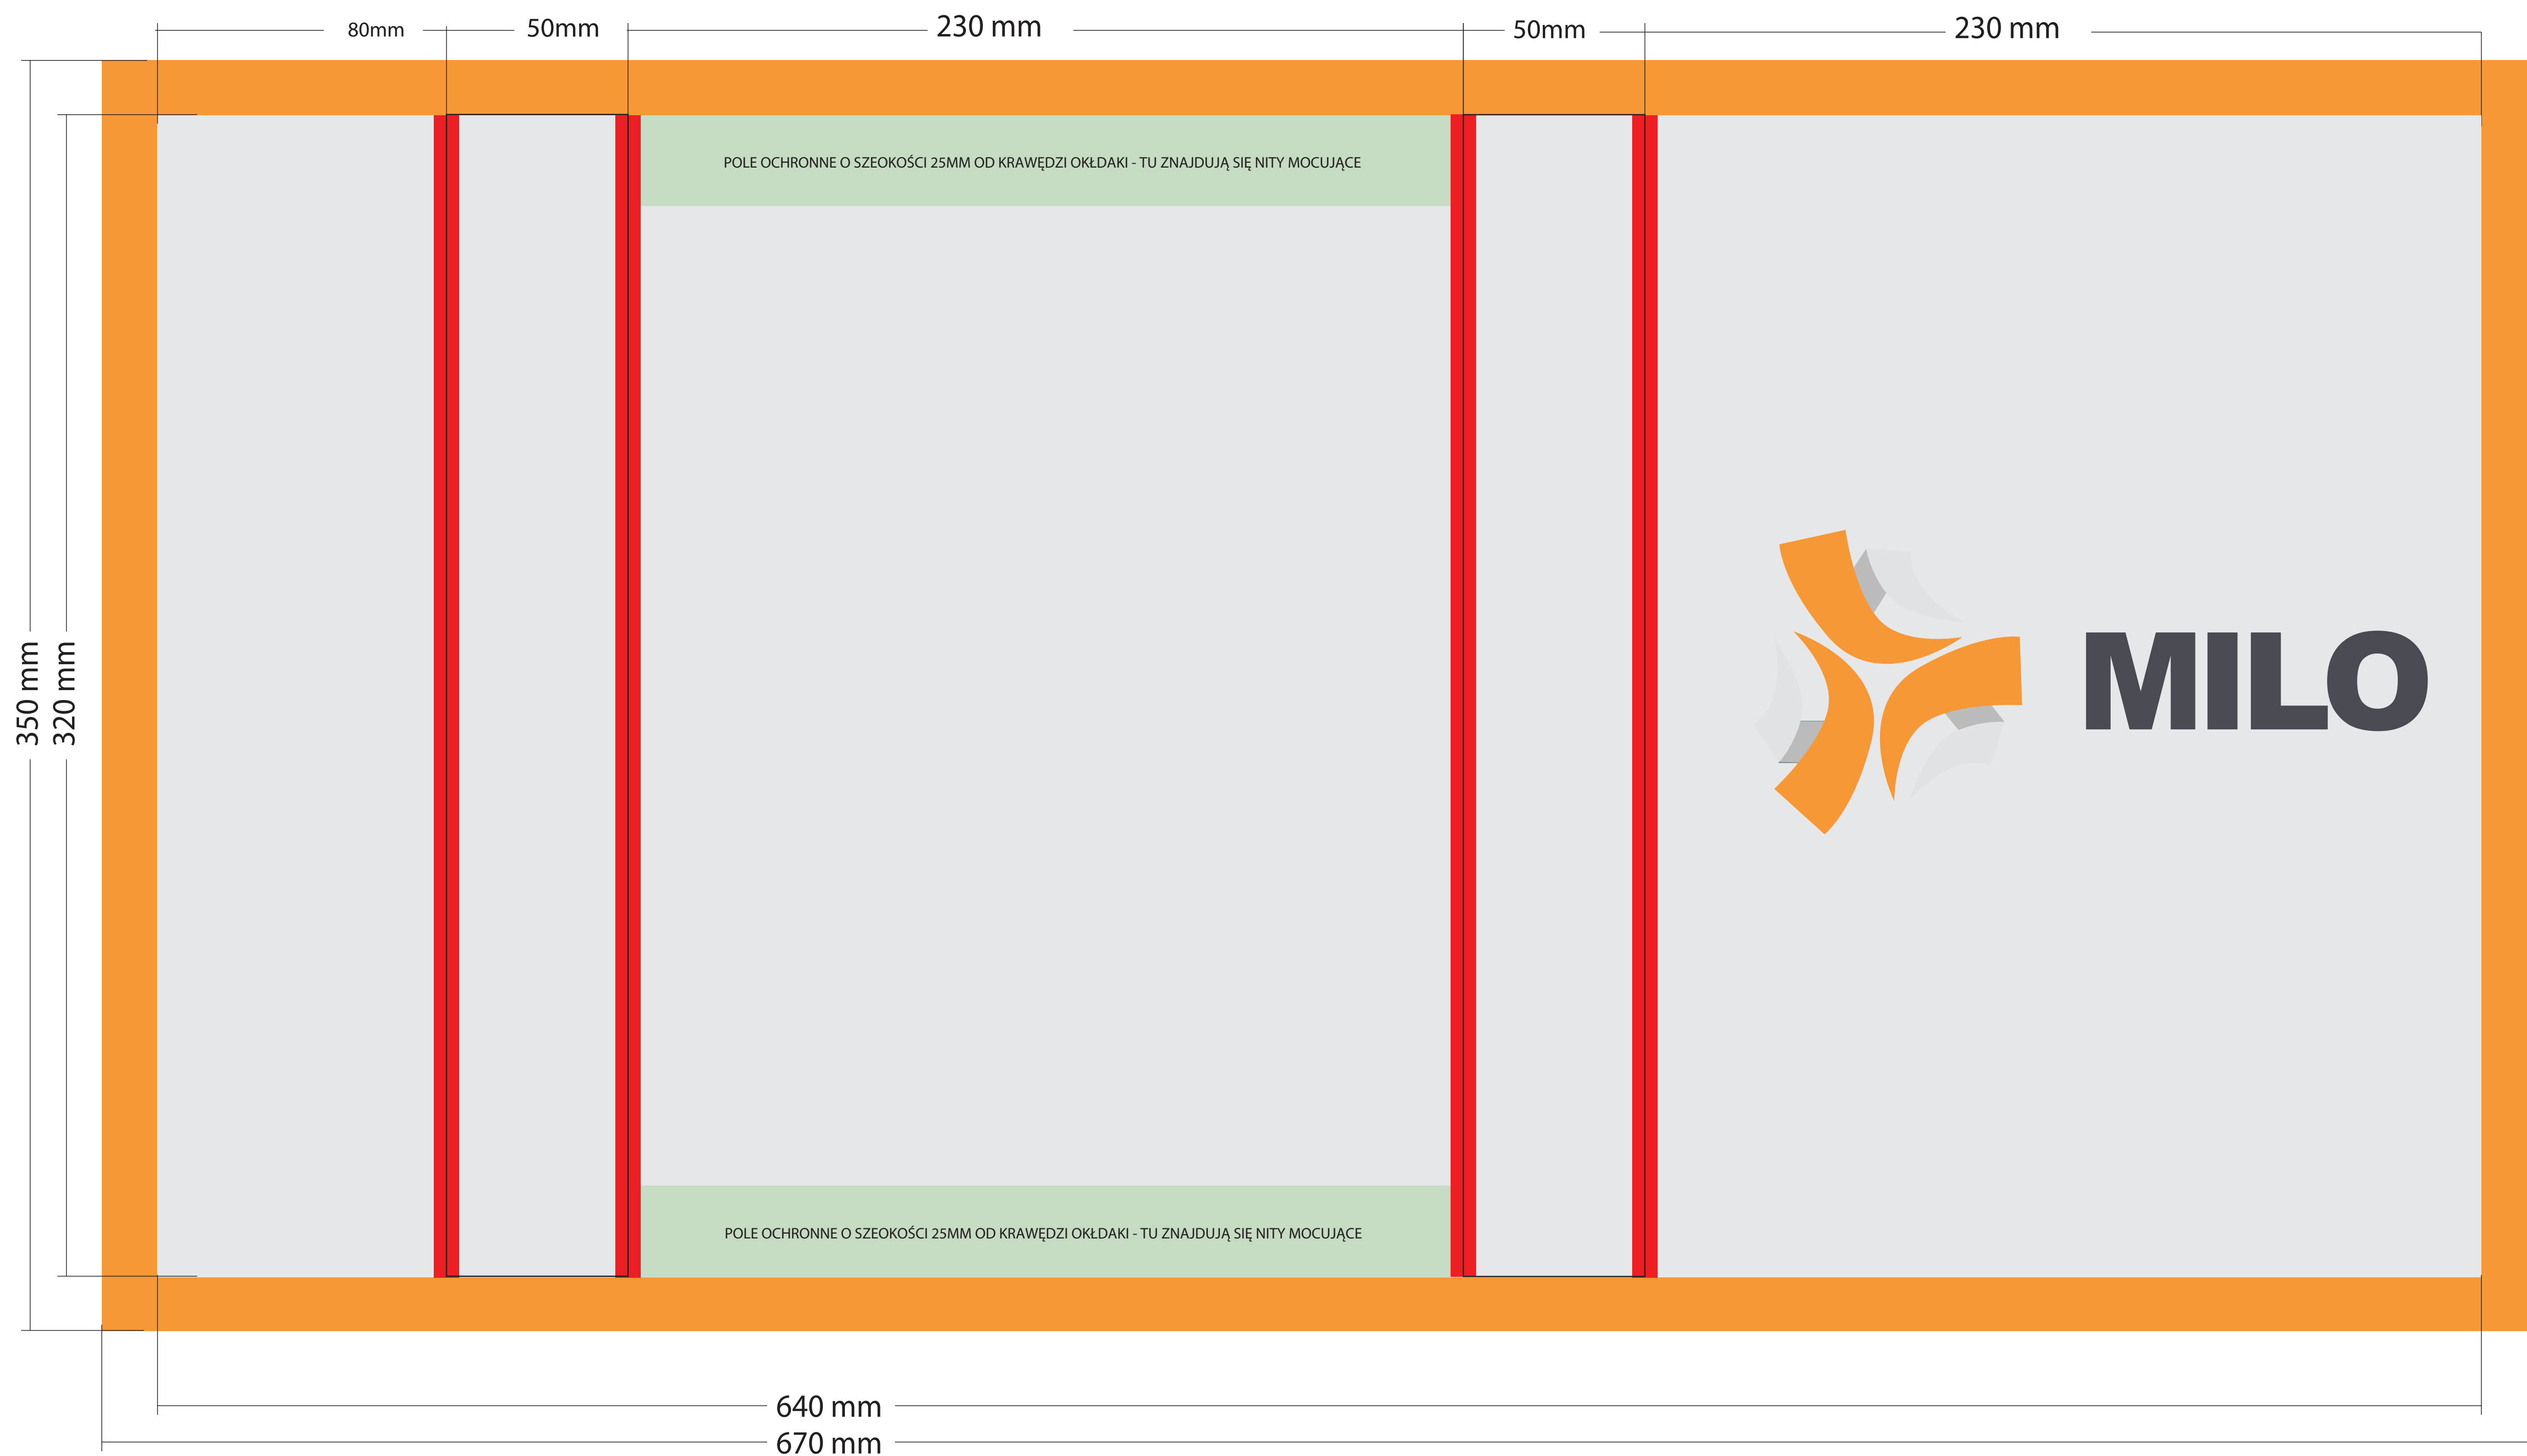 80mm
50mm
230 mm
50mm
230 mm
POLE OCHRONNE O SZEOKOŚCI 25MM OD KRAWĘDZI OKŁDAKI - TU ZNAJDUJĄ SIĘ NITY MOCUJĄCE
350 mm
320 mm
MILO
POLE OCHRONNE O SZEOKOŚCI 25MM OD KRAWĘDZI OKŁDAKI - TU ZNAJDUJĄ SIĘ NITY MOCUJĄCE
640 mm
670 mm